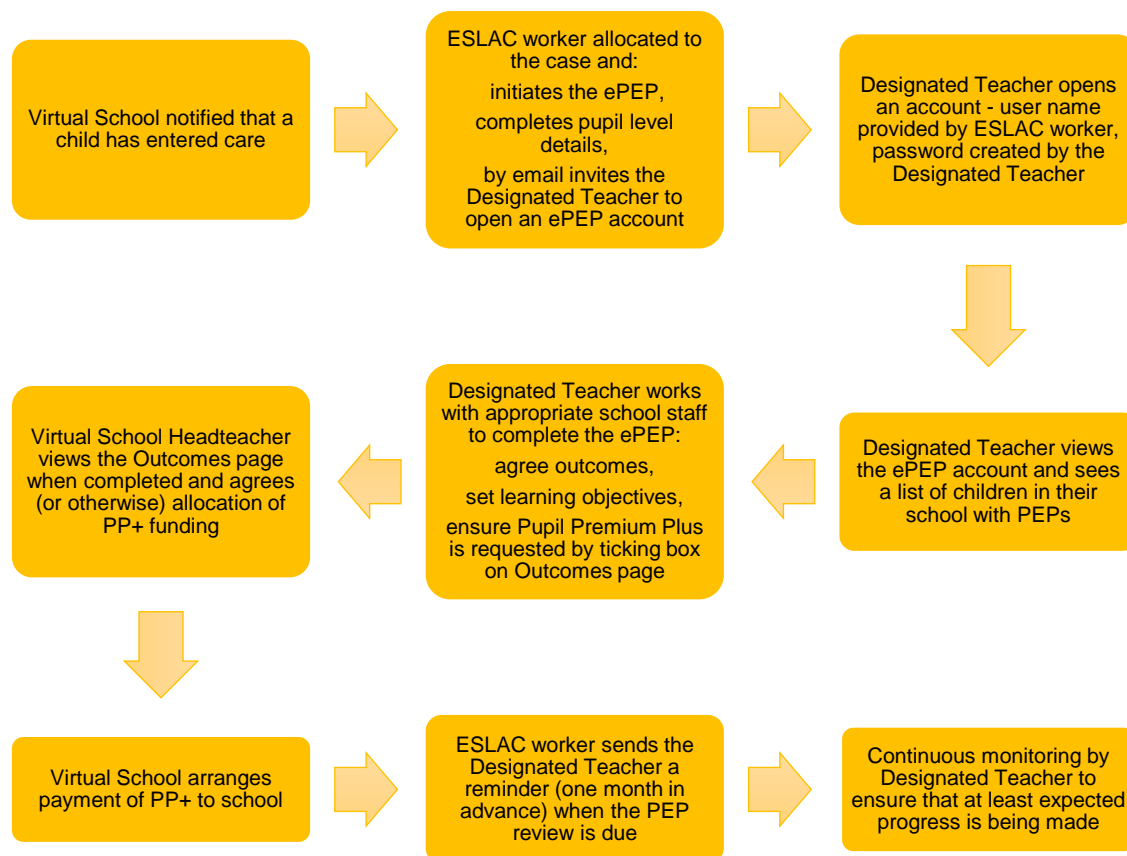 Virtual School notified that a
child has entered care
ESLAC worker allocated to
the case and:
initiates the ePEP,
completes pupil level
details,
by email invites the
Designated Teacher to
open an ePEP account
Designated Teacher opens
an account - user name
provided by ESLAC worker,
password created by the
Designated Teacher
Designated Teacher views
the ePEP account and sees
a list of children in their
school with PEPs
Designated Teacher works
with appropriate school staff
to complete the ePEP:
agree outcomes,
set learning objectives,
ensure Pupil Premium Plus
is requested by ticking box
on Outcomes page
Virtual School Headteacher
views the Outcomes page
when completed and agrees
(or otherwise) allocation of
PP+ funding
Virtual School arranges
payment of PP+ to school
ESLAC worker sends the
Designated Teacher a
reminder (one month in
advance) when the PEP
review is due
Continuous monitoring by
Designated Teacher to
ensure that at least expected
progress is being made